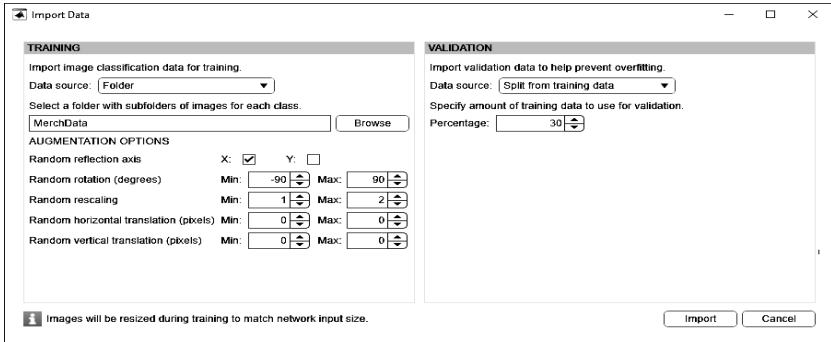 Import Data
TRAINING
Import image classification data for training.
Data source: Folder
Select a folder with subfolders of images for each class.
MerchData Browse
AUGMENTATION OPTIONS
Random reflection axis X: Y:
Random rotation (degrees) Min: -90 Max: 90
Random rescaling Min: 1 Max: 2
Random horizontal translation (pixels) Min: 0 Max: 0
Random vertical translation (pixels) Min: 0 Max: 0
VALIDATION
Import validation data to help prevent overfitting.
Data source: Split from training data
Specify amount of training data to use for validation.
Percentage: 30
Images will be resized during training to match network input size.
Import Cancel